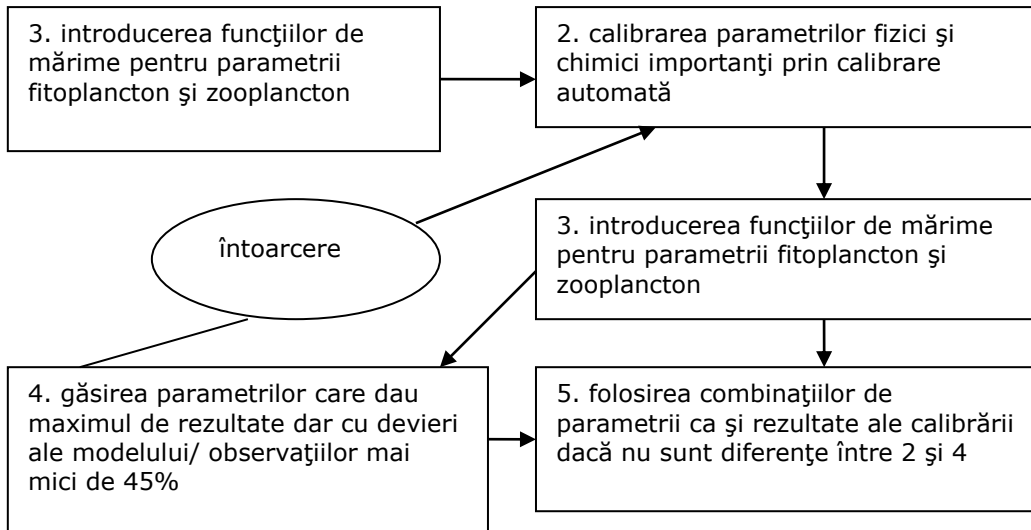 3. introducerea funcţiilor de
mărime pentru parametrii
fitoplancton şi zooplancton
2. calibrarea parametrilor fizici şi
chimici importanţi prin calibrare
automată
întoarcere
3. introducerea funcţiilor de mărime
pentru parametrii fitoplancton şi
zooplancton
4. găsirea parametrilor care dau
maximul de rezultate dar cu devieri
ale modelului/ observaţiilor mai
mici de 45%
5. folosirea combinaţiilor de
parametrii ca şi rezultate ale calibrării
dacă nu sunt diferenţe între 2 şi 4